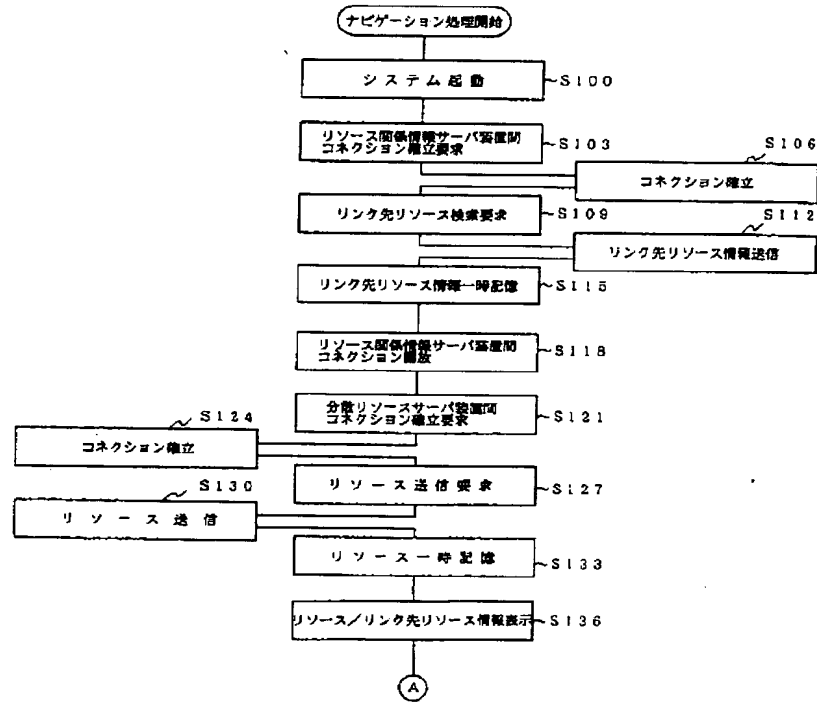 ナビゲーション処理開始
システム起動
S100
リソース関係情報サーバ装置間
コネクション確立要求
S103
S106
コネクション確立
リンク先リソース検索要求
S109
S112
リンク先リソース情報送信
リンク先リソース情報一時記憶
S115
リソース関係情報サーバ装置間
コネクション開放
S118
分散リソースサーバ装置間
コネクション確立要求
S121
S124
コネクション確立
リソース送信要求
S127
S130
リソース送信
リソース一時記憶
S133
リソース/リンク先リソース情報表示
S136
A